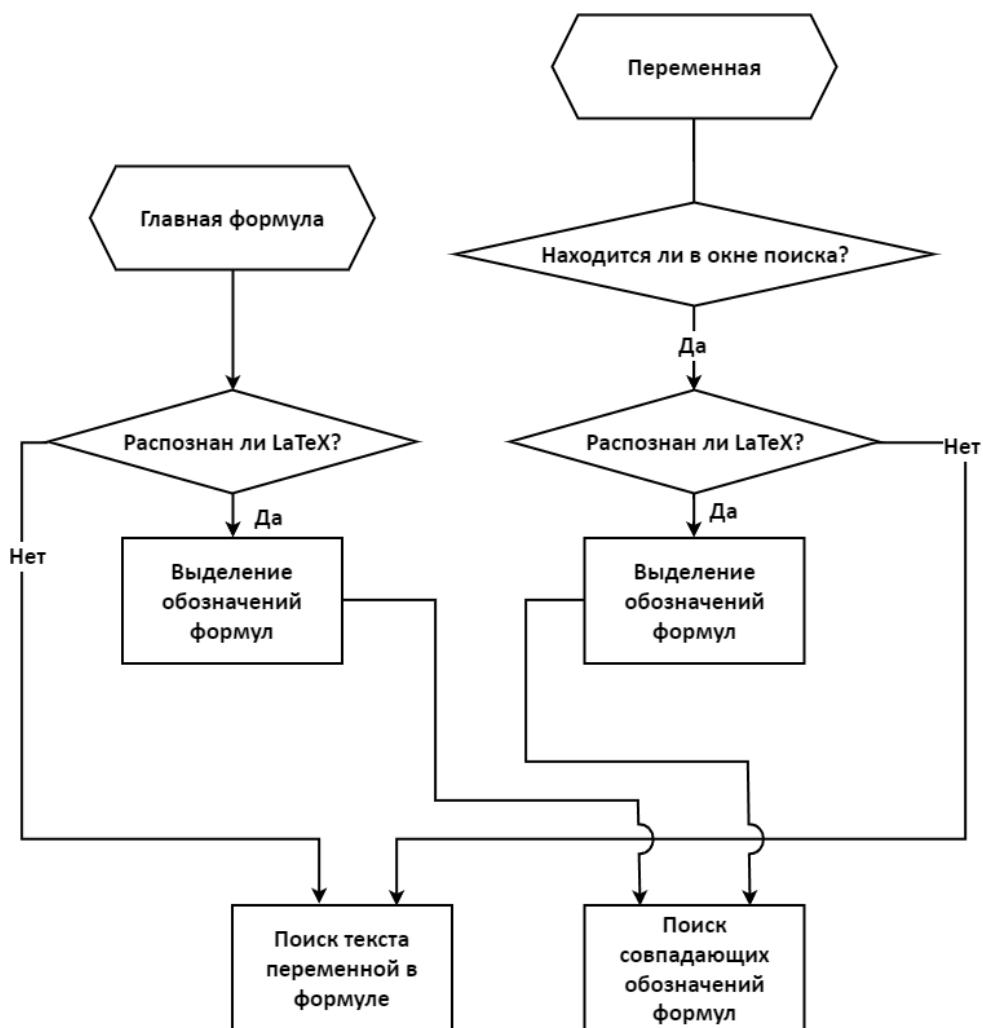 Переменная
Главная формула
Находится ли в окне поиска?
Да
Распознан ли LaTeX?
Распознан ли LaTeX?
Нет
Да
Да
Нет
Выделение
обозначений
формул
Выделение
обозначений
формул
Поиск текста
переменной в
формуле
Поиск
совпадающих
обозначений
формул